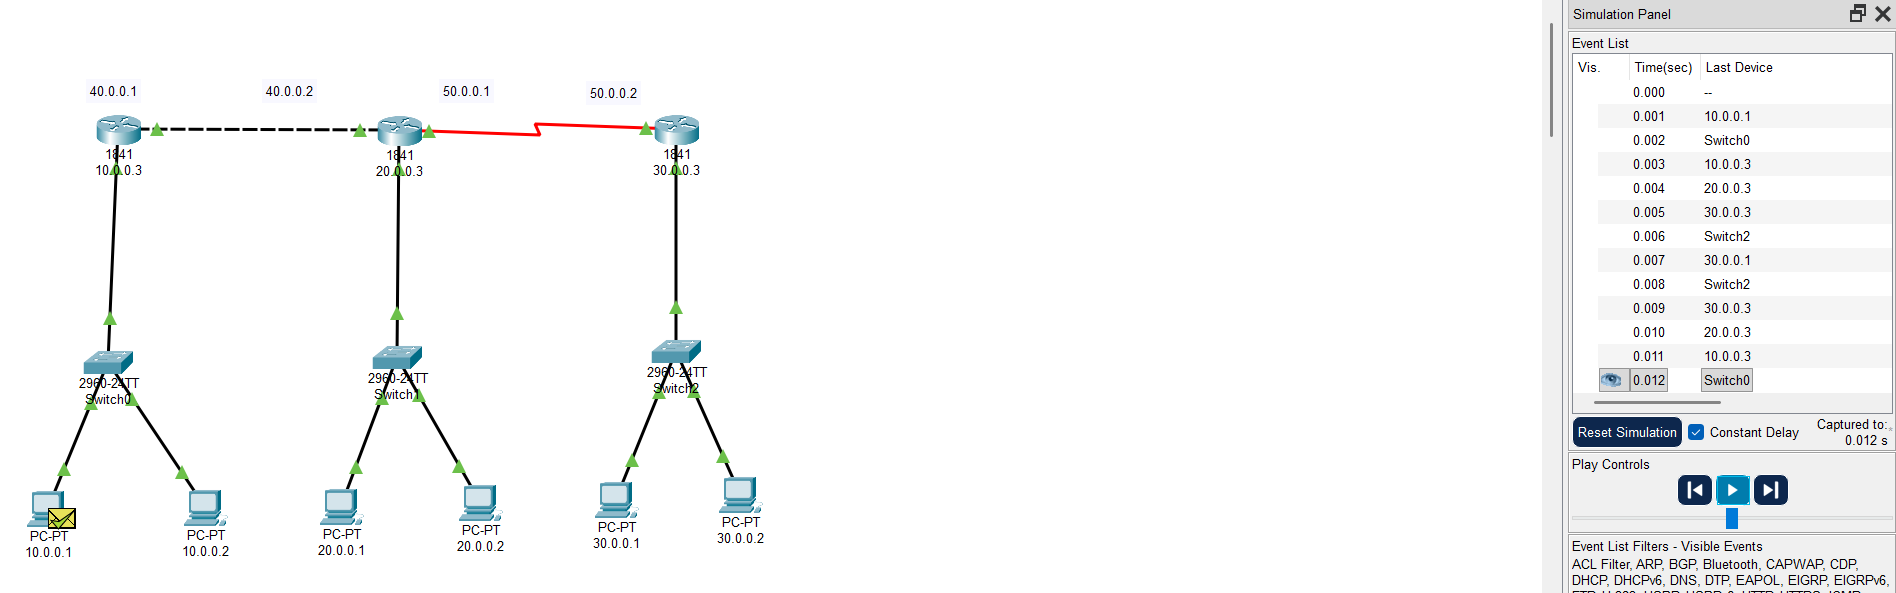 Simulation Panel
Event List
Vis. Time(sec) Last Device
0.000 --
0.001 10.0.0.1
0.002 Switch0
0.003 10.0.0.3
0.004 20.0.0.3
0.005 30.0.0.3
0.006 Switch2
0.007 30.0.0.1
0.008 Switch2
0.009 30.0.0.3
0.010 20.0.0.3
0.011 10.0.0.3
0.012 Switch0
Reset Simulation Constant Delay Captured to:
0.012 s
Play Controls
Event List Filters - Visible Events
ACL Filter, ARP, BGP, Bluetooth, CAPWAP, CDP,
DHCP, DHCPv6, DNS, DTP, EAPOL, EIGRP, EIGRPv6,
40.0.0.1 40.0.0.2 50.0.0.1 50.0.0.2
1841
10.0.0.3
1841
20.0.0.3
1841
30.0.0.3
2960-24TT
Switch0
2960-24TT
Switch1
2960-24TT
Switch2
PC-PT
10.0.0.1
PC-PT
10.0.0.2
PC-PT
20.0.0.1
PC-PT
20.0.0.2
PC-PT
30.0.0.1
PC-PT
30.0.0.2